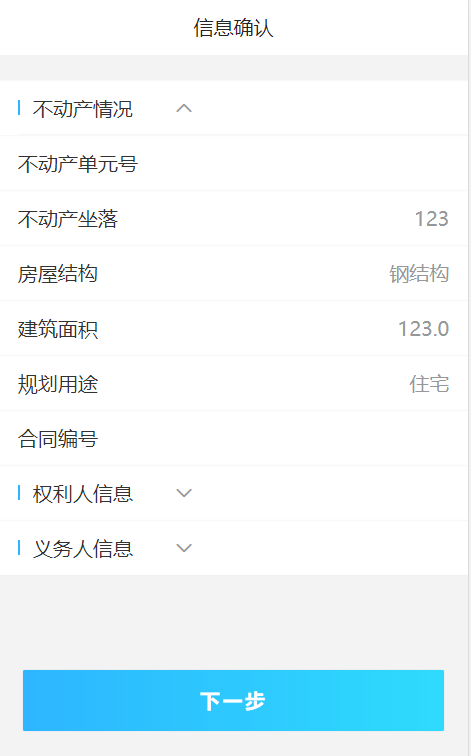 信息确认
不动产情况
不动产单元号
不动产坐落 123
房屋结构 钢结构
建筑面积 123.0
规划用途 住宅
合同编号
权利人信息
义务人信息
下一步